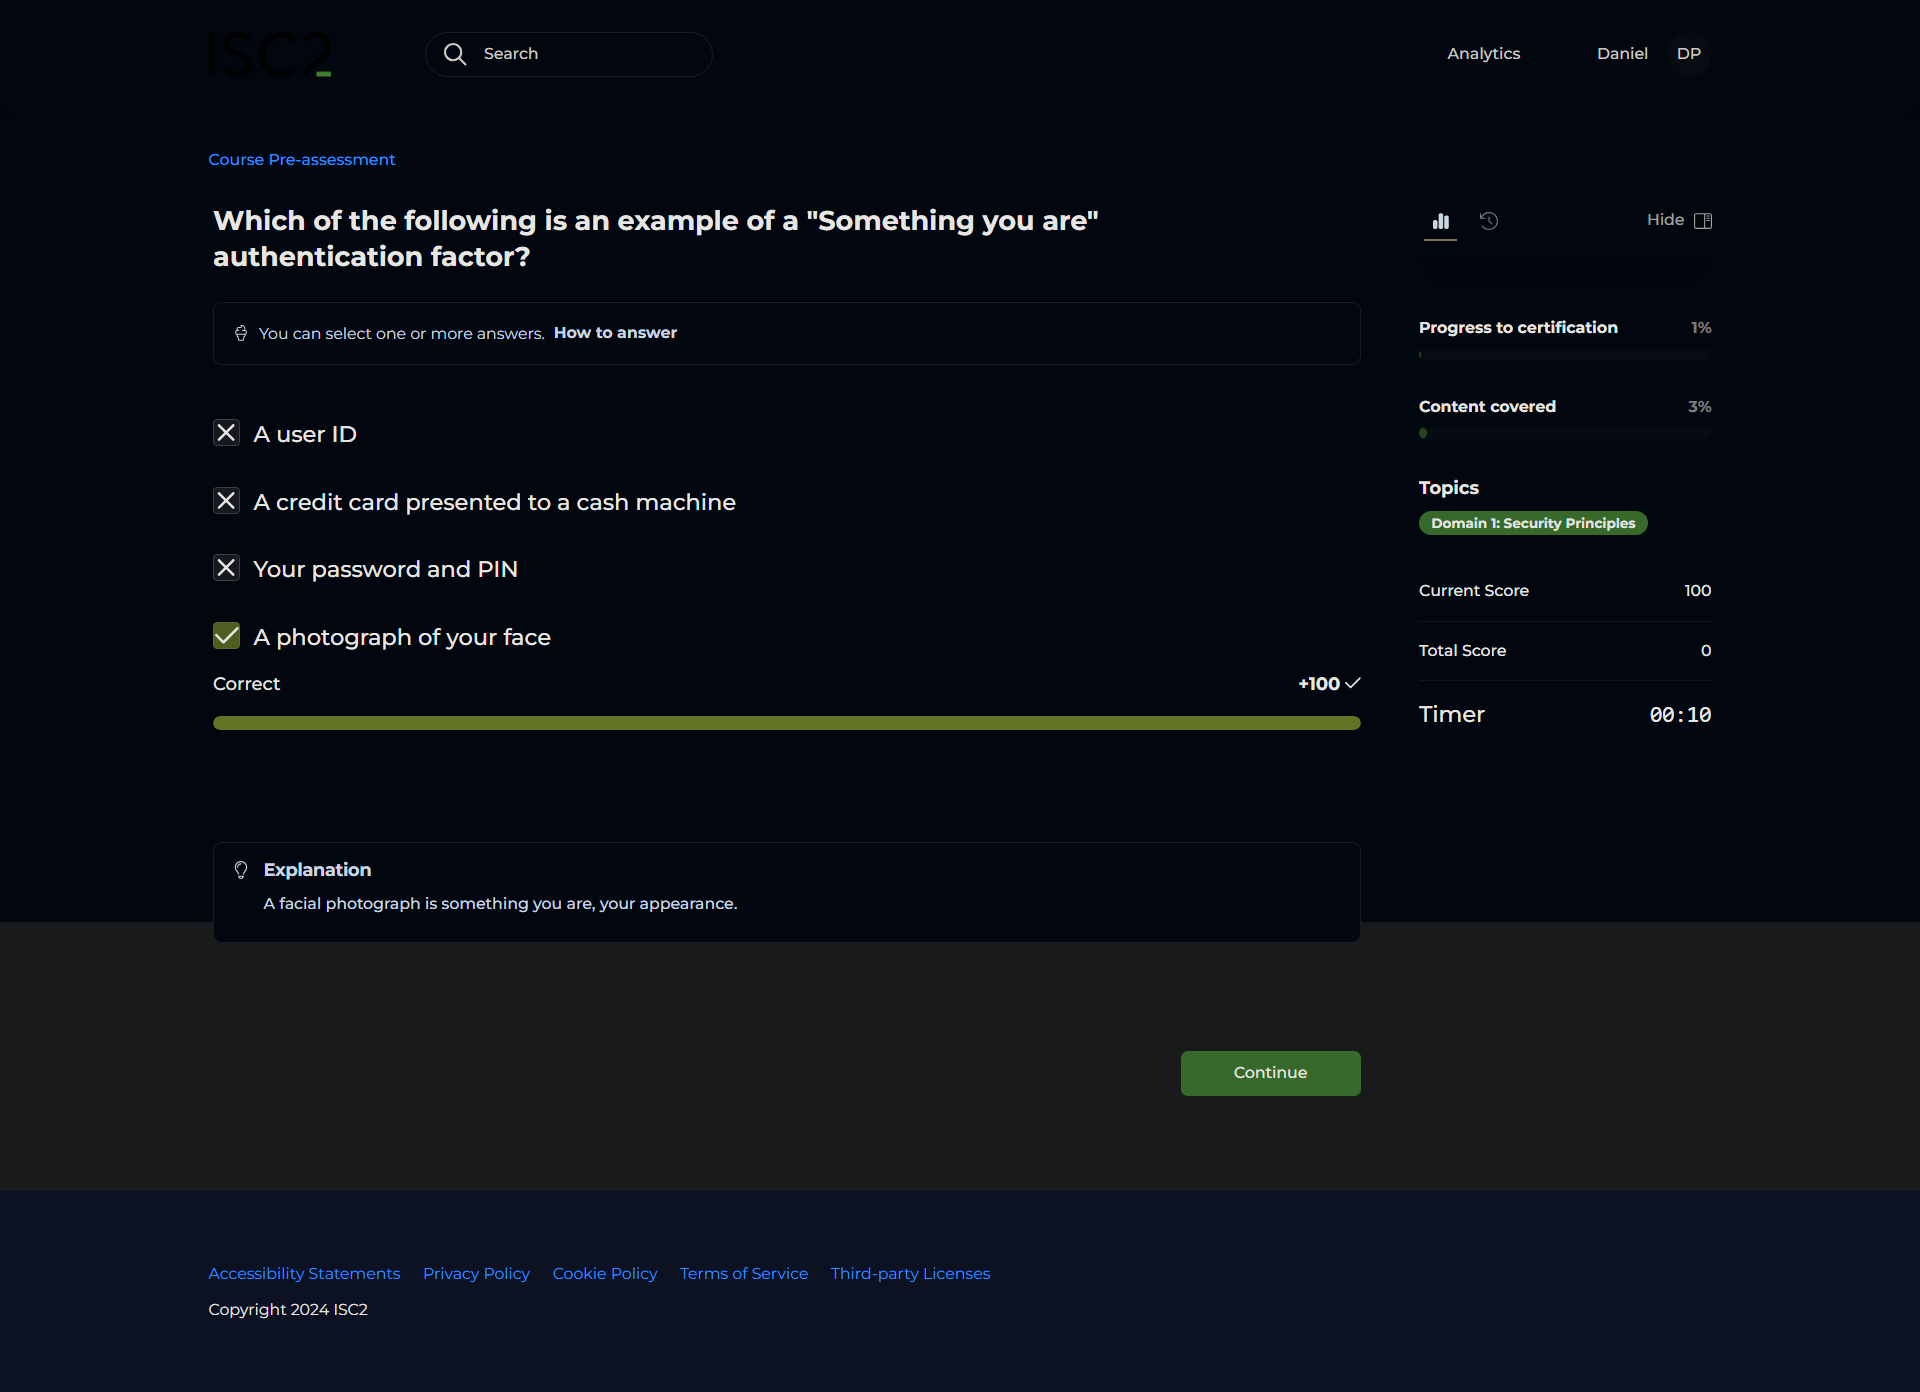 ISC2
Search
Analytics
Daniel
DP
Course Pre-assessment
Which of the following is an example of a "Something you are"
authentication factor?
You can select one or more answers. How to answer
A user ID
A credit card presented to a cash machine
Your password and PIN
A photograph of your face
Correct
+100
Explanation
A facial photograph is something you are, your appearance.
Continue
Hide
Progress to certification 1%
Content covered 3%
Topics
Domain 1: Security Principles
Current Score 100
Total Score 0
Timer 00:10
Accessibility Statements Privacy Policy Cookie Policy Terms of Service Third-party Licenses
Copyright 2024 ISC2